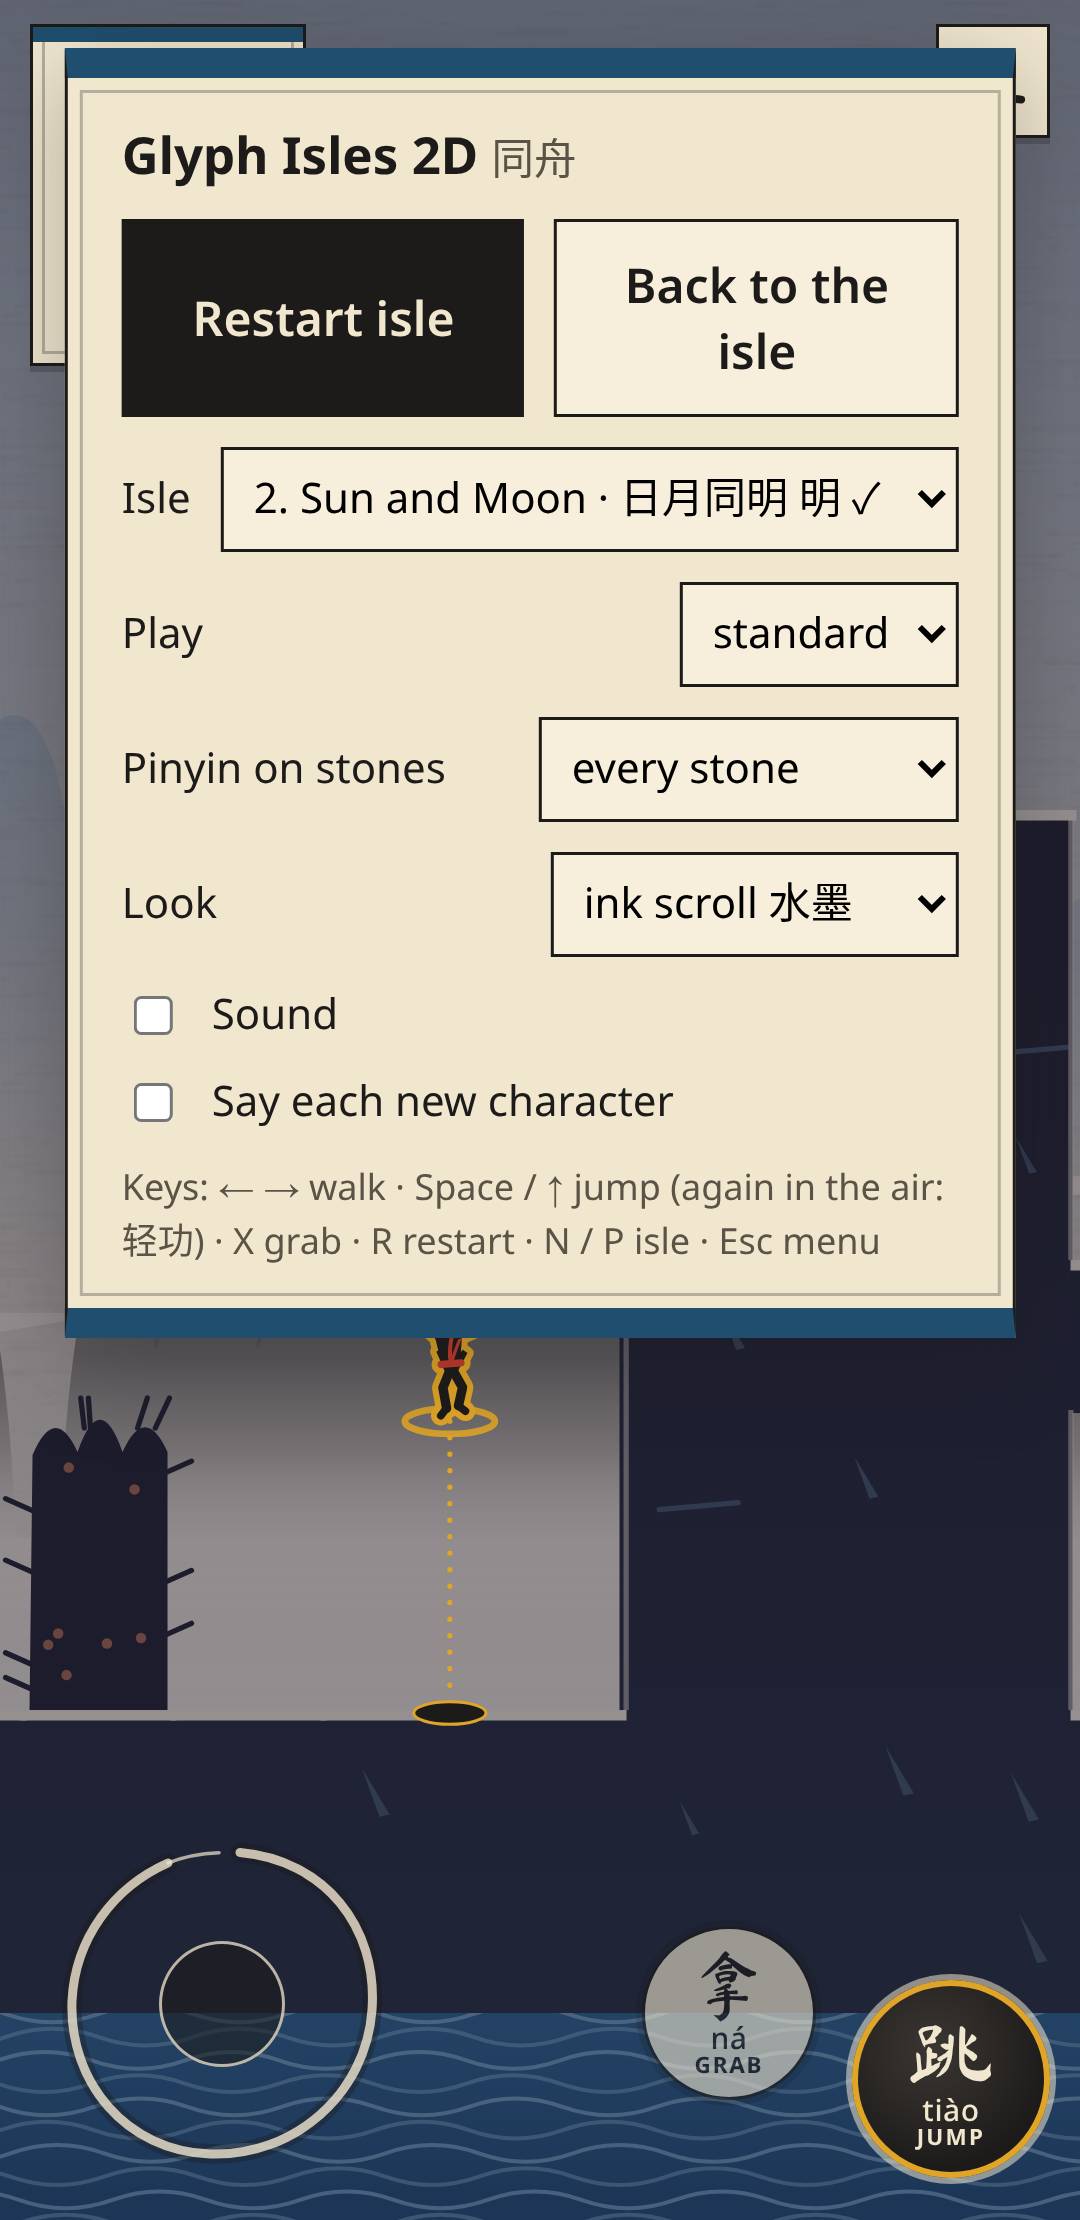 Glyph Isles 2D 同舟
Restart isle
Back to the
isle
Isle
2. Sun and Moon · 日月同明 明 ✓
Play
standard
Pinyin on stones
every stone
Look
ink scroll 水墨
Sound
Say each new character
Keys: ← → walk · Space / ↑ jump (again in the air:
轻功) · X grab · R restart · N / P isle · Esc menu
拿
ná
GRAB
跳
tiào
JUMP